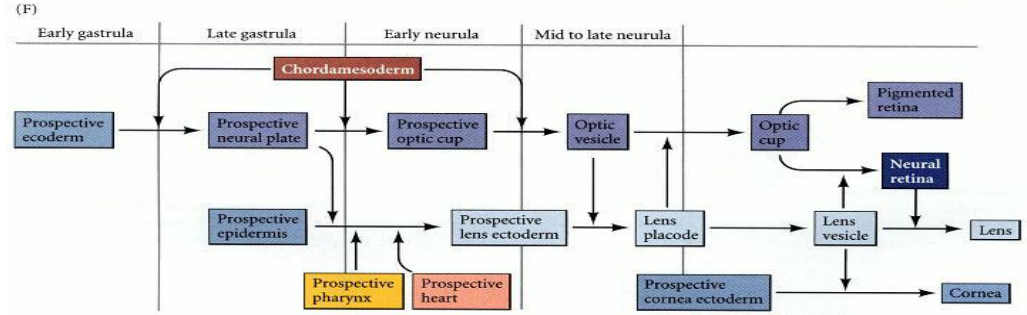 (F)
Early gastrula
Late gastrula
Early neurula
Mid to late neurula
Chordamesoderm
Prospective
ecoderm
Prospective
neural plate
Prospective
optic cup
Optic
vesicle
Optic
cup
Pigmented
retina
Neural
retina
Prospective
epidermis
Prospective
lens ectoderm
Lens
placode
Lens
vesicle
Lens
Prospective
pharynx
Prospective
heart
Prospective
cornea ectoderm
Cornea